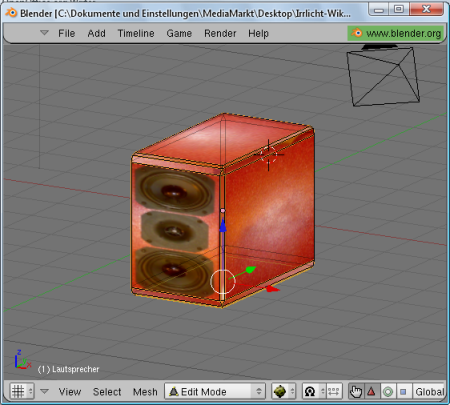 Blender [C:\Dokumente und Einstellungen\MediaMarkt\Desktop\Irrlicht-Wik...
File Add Timeline Game Render Help www.blender.org
z
x
(1) Lautsprecher
View Select Mesh Edit Mode Global